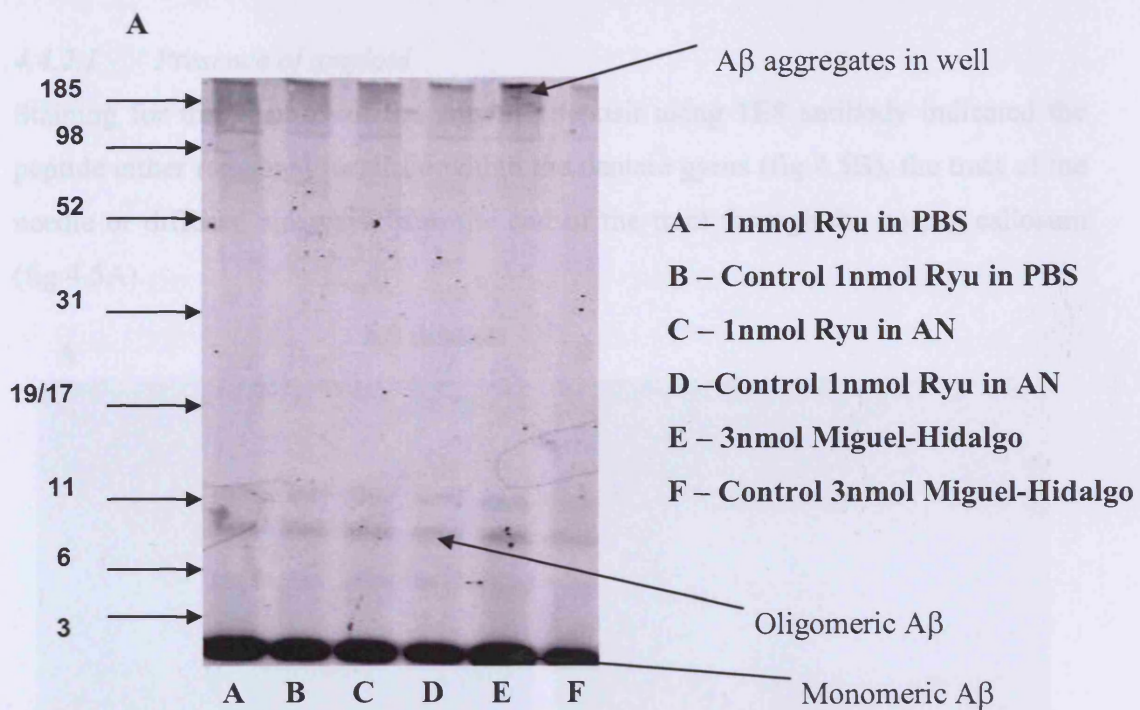 A
Aβ aggregates in well
185
98
52
31
19/17
11
6
3
A – 1nmol Ryu in PBS
B – Control 1nmol Ryu in PBS
C – 1nmol Ryu in AN
D – Control 1nmol Ryu in AN
E – 3nmol Miguel-Hidalgo
F – Control 3nmol Miguel-Hidalgo
Oligomeric Aβ
Monomeric Aβ
A B C D E F